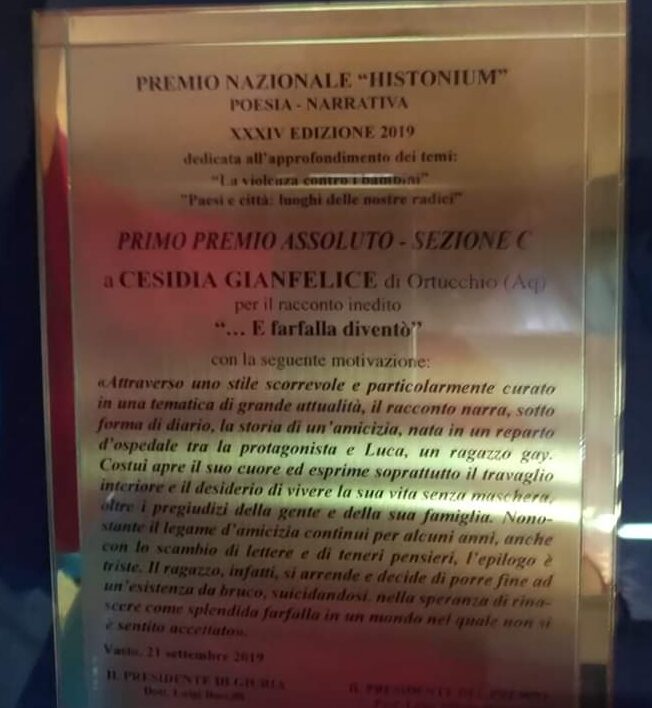 PREMIO NAZIONALE “HISTONIUM”
POESIA - NARRATIVA
XXXIV EDIZIONE 2019
dedicata all'approfondimento dei temi:
“La violenza contro i bambini”
"Paesi e città: luoghi delle nostre radici”
PRIMO PREMIO ASSOLUTO - SEZIONE C
a CESIDIA GIANFELICE di Ortucchio (Aq)
per il racconto inedito
“... E farfalla diventò”
con la seguente motivazione:
«Attraverso uno stile scorrevole e particolarmente curato
in una tematica di grande attualità, il racconto narra, sotto
forma di diario, la storia di un'amicizia, nata in un reparto
d'ospedale tra la protagonista e Luca, un ragazzo gay.
Costui apre il suo cuore ed esprime soprattutto il travaglio
interiore e il desiderio di vivere la sua vita senza maschera,
oltre i pregiudizi della gente e della sua famiglia. Nono-
stante il legame d'amicizia continui per alcuni anni, anche
con lo scambio di lettere e di teneri pensieri, l'epilogo è
triste. Il ragazzo, infatti, si arrende e decide di porre fine ad
un'esistenza da bruco, suicidandosi, nella speranza di rina-
scere come splendida farfalla in un mondo nel quale non si
è sentito accettato».
Vasto, 21 settembre 2019
IL PRESIDENTE DI GIURIA
Dott. Luigi
IL PRESIDENTE DEL PREMIO